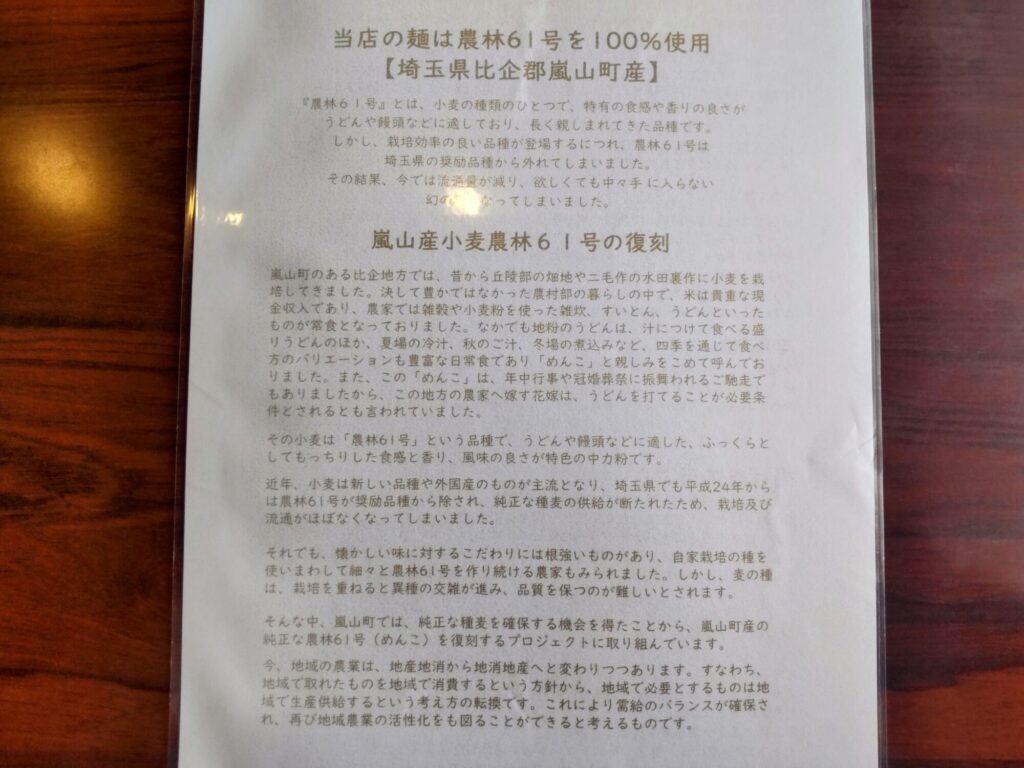 当店の麺は農林61号を100%使用
【埼玉県比企郡嵐山町産】
『農林61号』とは、小麦の種類のひとつで、特有の食感や香りの良さが
うどんや饅頭などに適しており、長く親しまれてきた品種です。
しかし、栽培効率の良い品種が登場するにつれ、農林61号は
埼玉県の奨励品種から外れてしまいました。
その結果、今では流通量が減り、欲しくても中々手に入らない
幻の なってしまいました。
嵐山産小麦農林61号の復刻
嵐山町のある比企地方では、昔から丘陵部の畑地や二毛作の水田裏作に小麦を栽
培してきました。決して豊かではなかった農村部の暮らしの中で、米は貴重な現
金収入であり、農家では雑穀や小麦粉を使った雑炊、すいとん、うどんといった
ものが常食となっておりました。なかでも地粉のうどんは、汁につけて食べる盛
りうどんのほか、夏場の冷汁、秋のご汁、冬場の煮込みなど、四季を通じて食べ
方のバリエーションも豊富な日常食であり「めんこ」と親しみをこめて呼んでお
りました。また、この「めんこ」は、年中行事や冠婚葬祭に振舞われるご馳走で
もありましたから、この地方の農家へ嫁す花嫁は、うどんを打てることが必要条
件とされるとも言われていました。
その小麦は「農林61号」という品種で、うどんや饅頭などに適した、ふっくらと
してもっちりした食感と香り、風味の良さが特色の中力粉です。
近年、小麦は新しい品種や外国産のものが主流となり、埼玉県でも平成24年から
は農林61号が奨励品種から除され、純正な種麦の供給が断たれたため、栽培及び
流通がほぼなくなってしまいました。
それでも、懐かしい味に対するこだわりには根強いものがあり、自家栽培の種を
使いまわして細々と農林61号を作り続ける農家もみられました。しかし、麦の種
は、栽培を重ねると異種の交雑が進み、品質を保つのが難しいとされます。
そんな中、嵐山町では、純正な種麦を確保する機会を得たことから、嵐山町産の
純正な農林61号（めんこ）を復刻するプロジェクトに取り組んでいます。
今、地域の農業は、地産地消から地消地産へと変わりつつあります。すなわち、
地域で取れたものを地域で消費するという方針から、地域で必要とするものは地
域で生産供給するという考え方の転換です。これにより需給のバランスが確保さ
れ、再び地域農業の活性化をも図ることができると考えるものです。